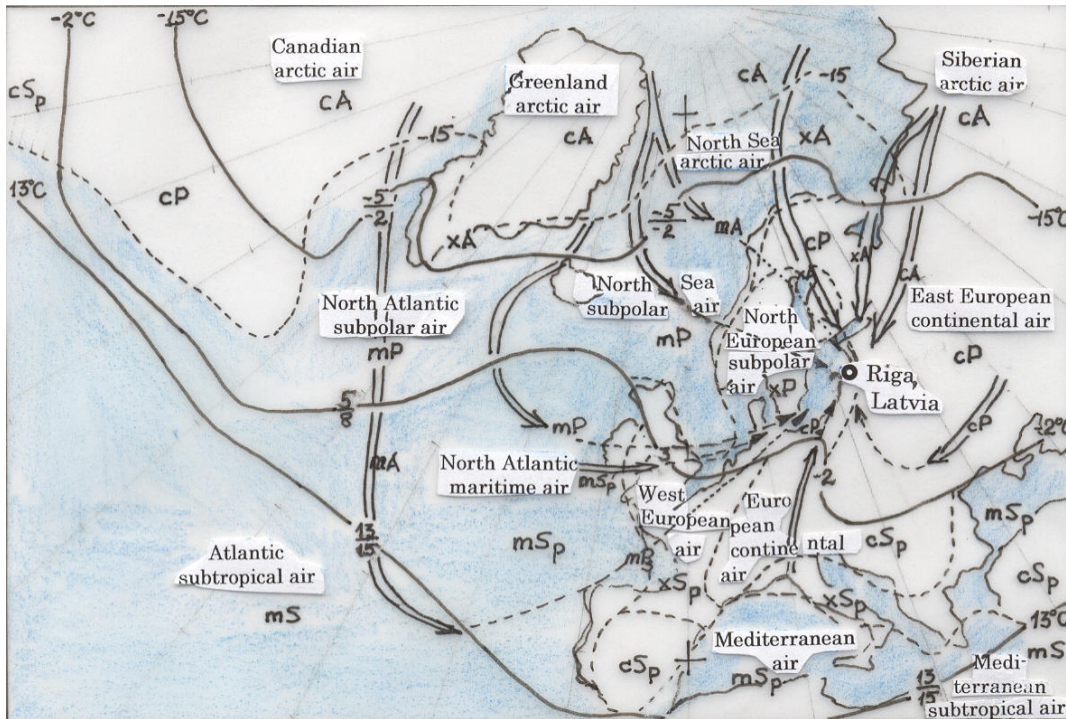 -2°C
-15°C
Canadian
arctic air
cA
Greenland
arctic air
cA
cA
-15
Siberian
arctic air
cA
cSp
13°C
cP
-15
North Sea
arctic air
xA
-5
-2
xA
-5
-2
mA
cP
xA
xA
cA
-15°C
North Atlantic
subpolar air
mP
North
subpolar
Sea
air
mP
North
European
subpolar
air
xP
East European
continental air
cP
Riga,
Latvia
5
8
mP
cP
cP
-2°C
mA
North Atlantic
maritime air
mSp
3
-2
West
European
air
Euro
pean
continental
air
cSp
mSp
13
15
mSp
Atlantic
subtropical air
mS
xSp
xSp
cSp
13°C
cSp
Mediterranean
air
mSp
mS
Medi-
terranean
subtropical air
13
15